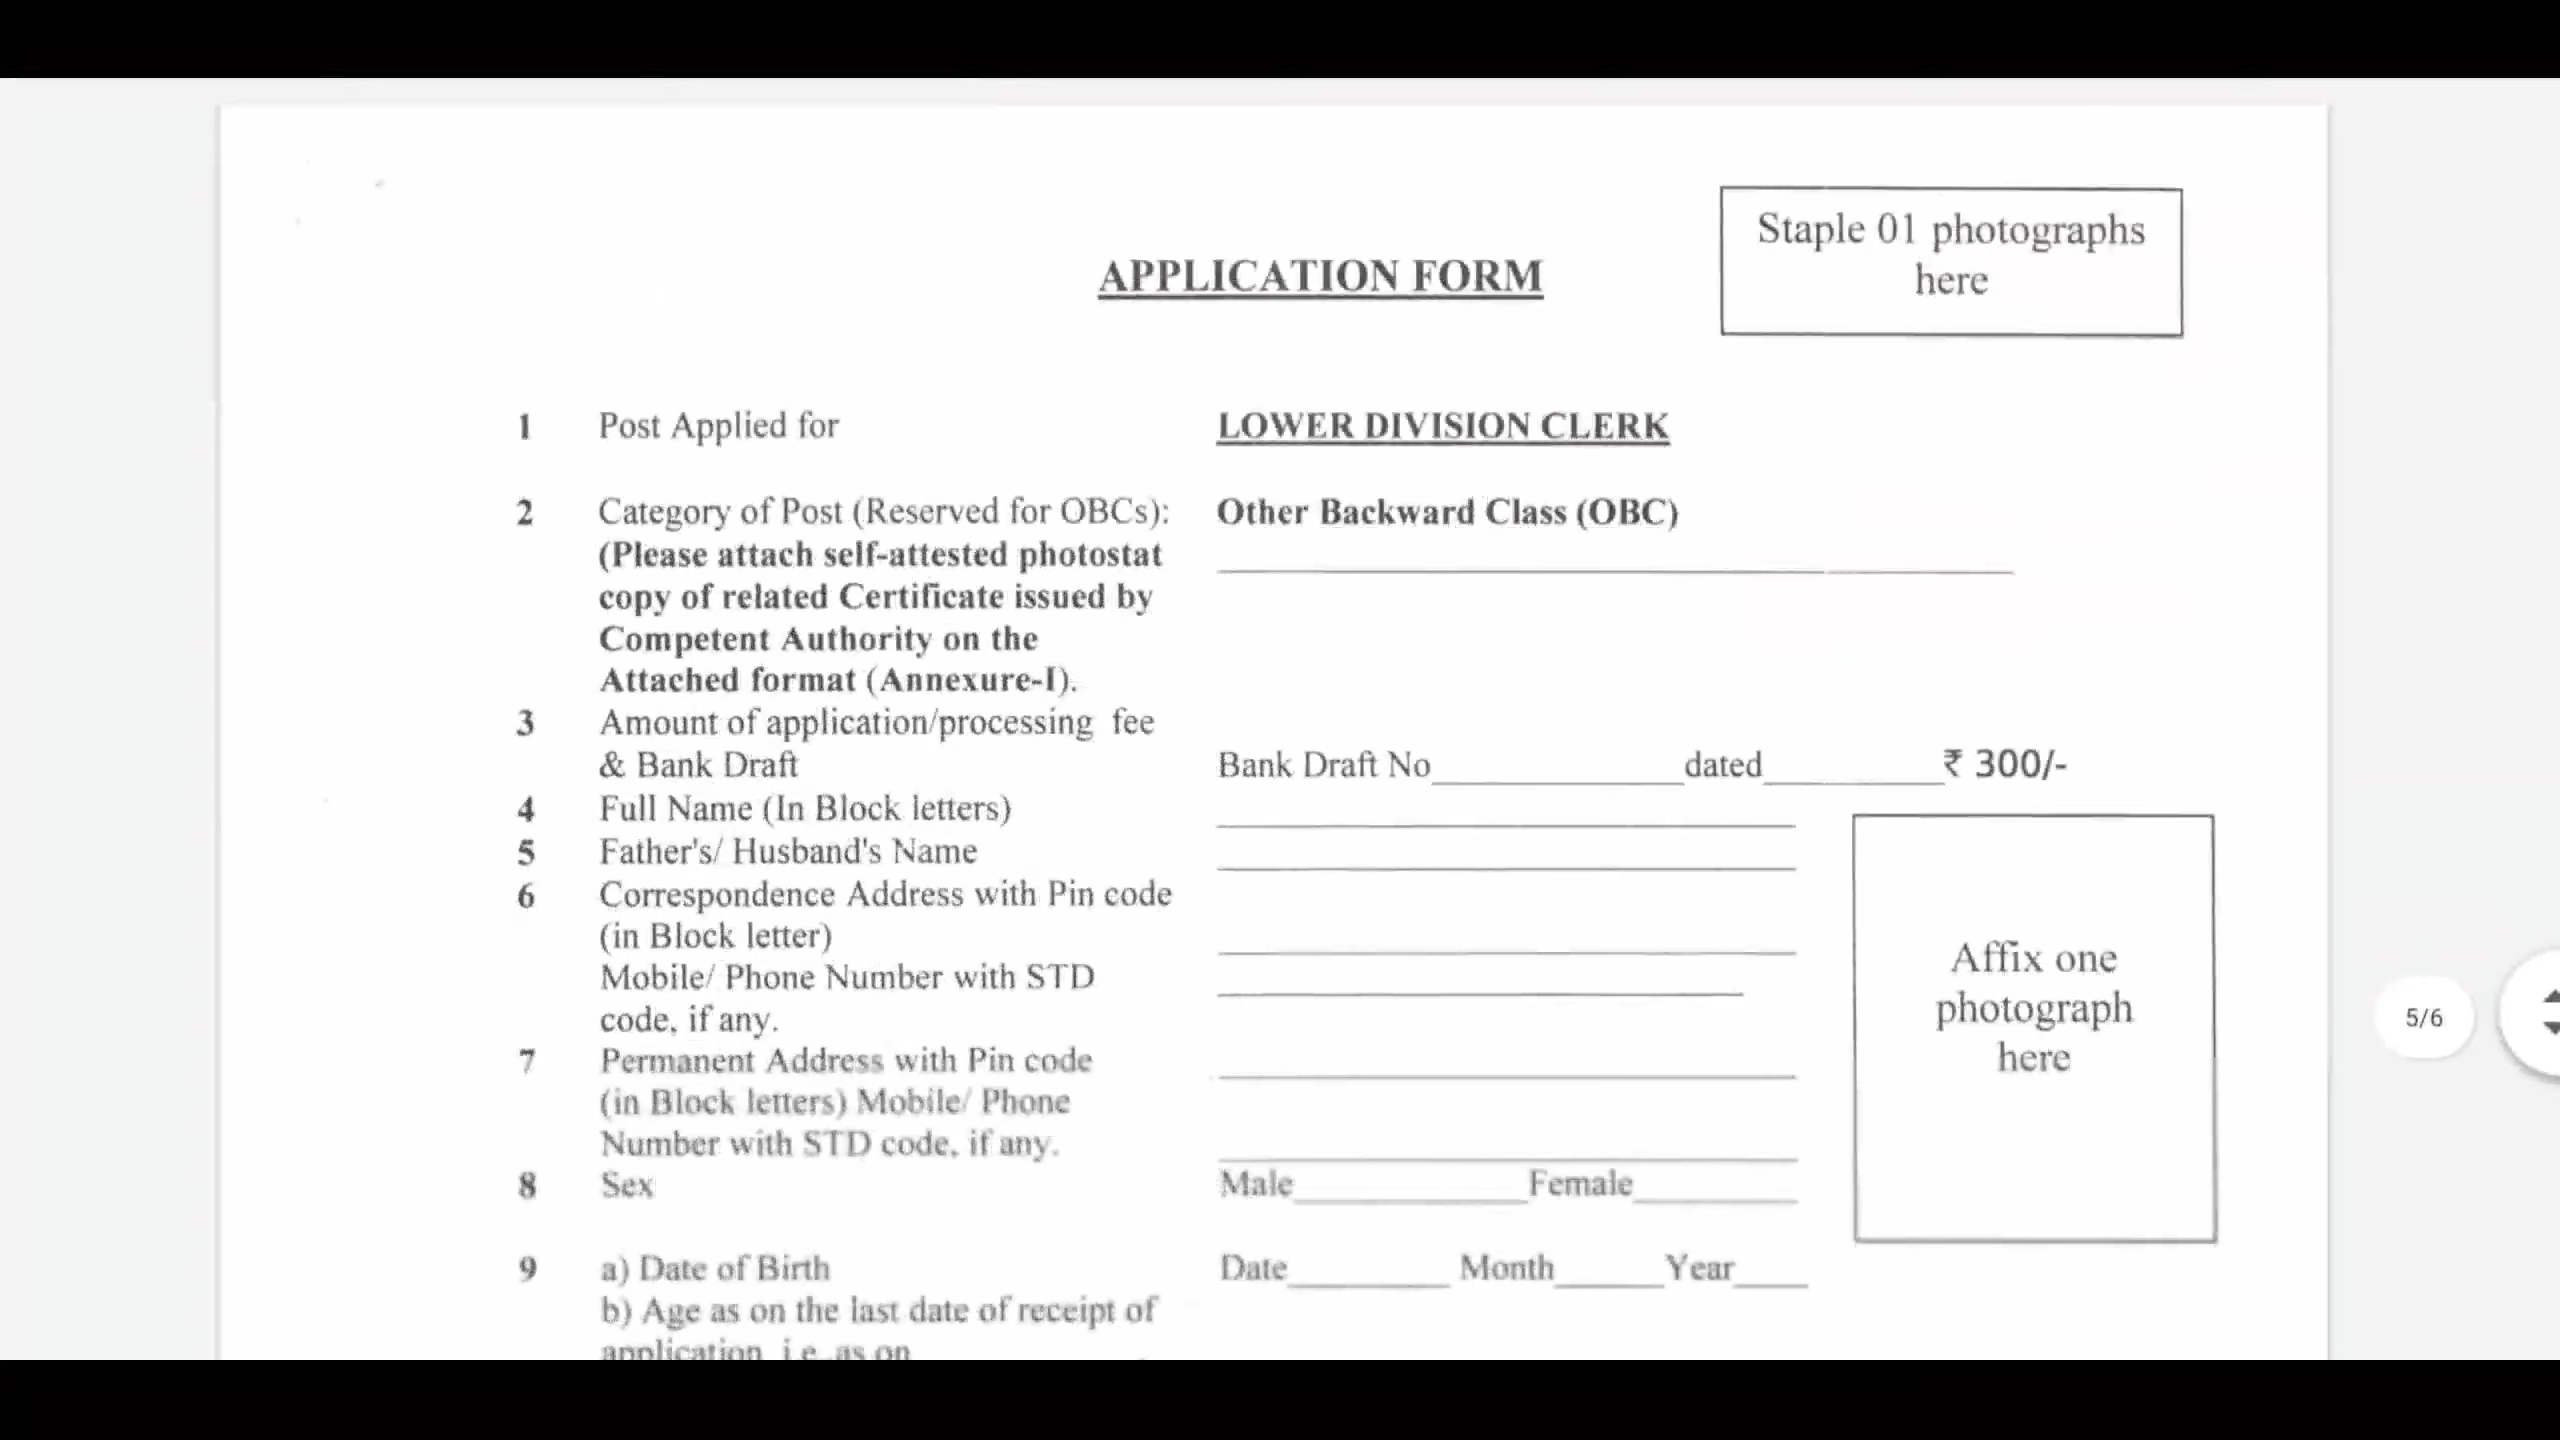 Staple 01 photographs
here
APPLICATION FORM
1 Post Applied for LOWER DIVISION CLERK
2 Category of Post (Reserved for OBCs): Other Backward Class (OBC)
(Please attach self-attested photostat
copy of related Certificate issued by
Competent Authority on the
Attached format (Annexure-I).
3 Amount of application/processing fee
& Bank Draft Bank Draft No____________dated_________₹ 300/-
4 Full Name (In Block letters)
5 Father's/ Husband's Name
6 Correspondence Address with Pin code
(in Block letter)
Mobile/ Phone Number with STD
code, if any.
Affix one
photograph
here
5/6
7 Permanent Address with Pin code
(in Block letters) Mobile/ Phone
Number with STD code, if any.
8 Sex Male____________Female________
9 a) Date of Birth Date________ Month_____Year____
b) Age as on the last date of receipt of
application, i.e. as on